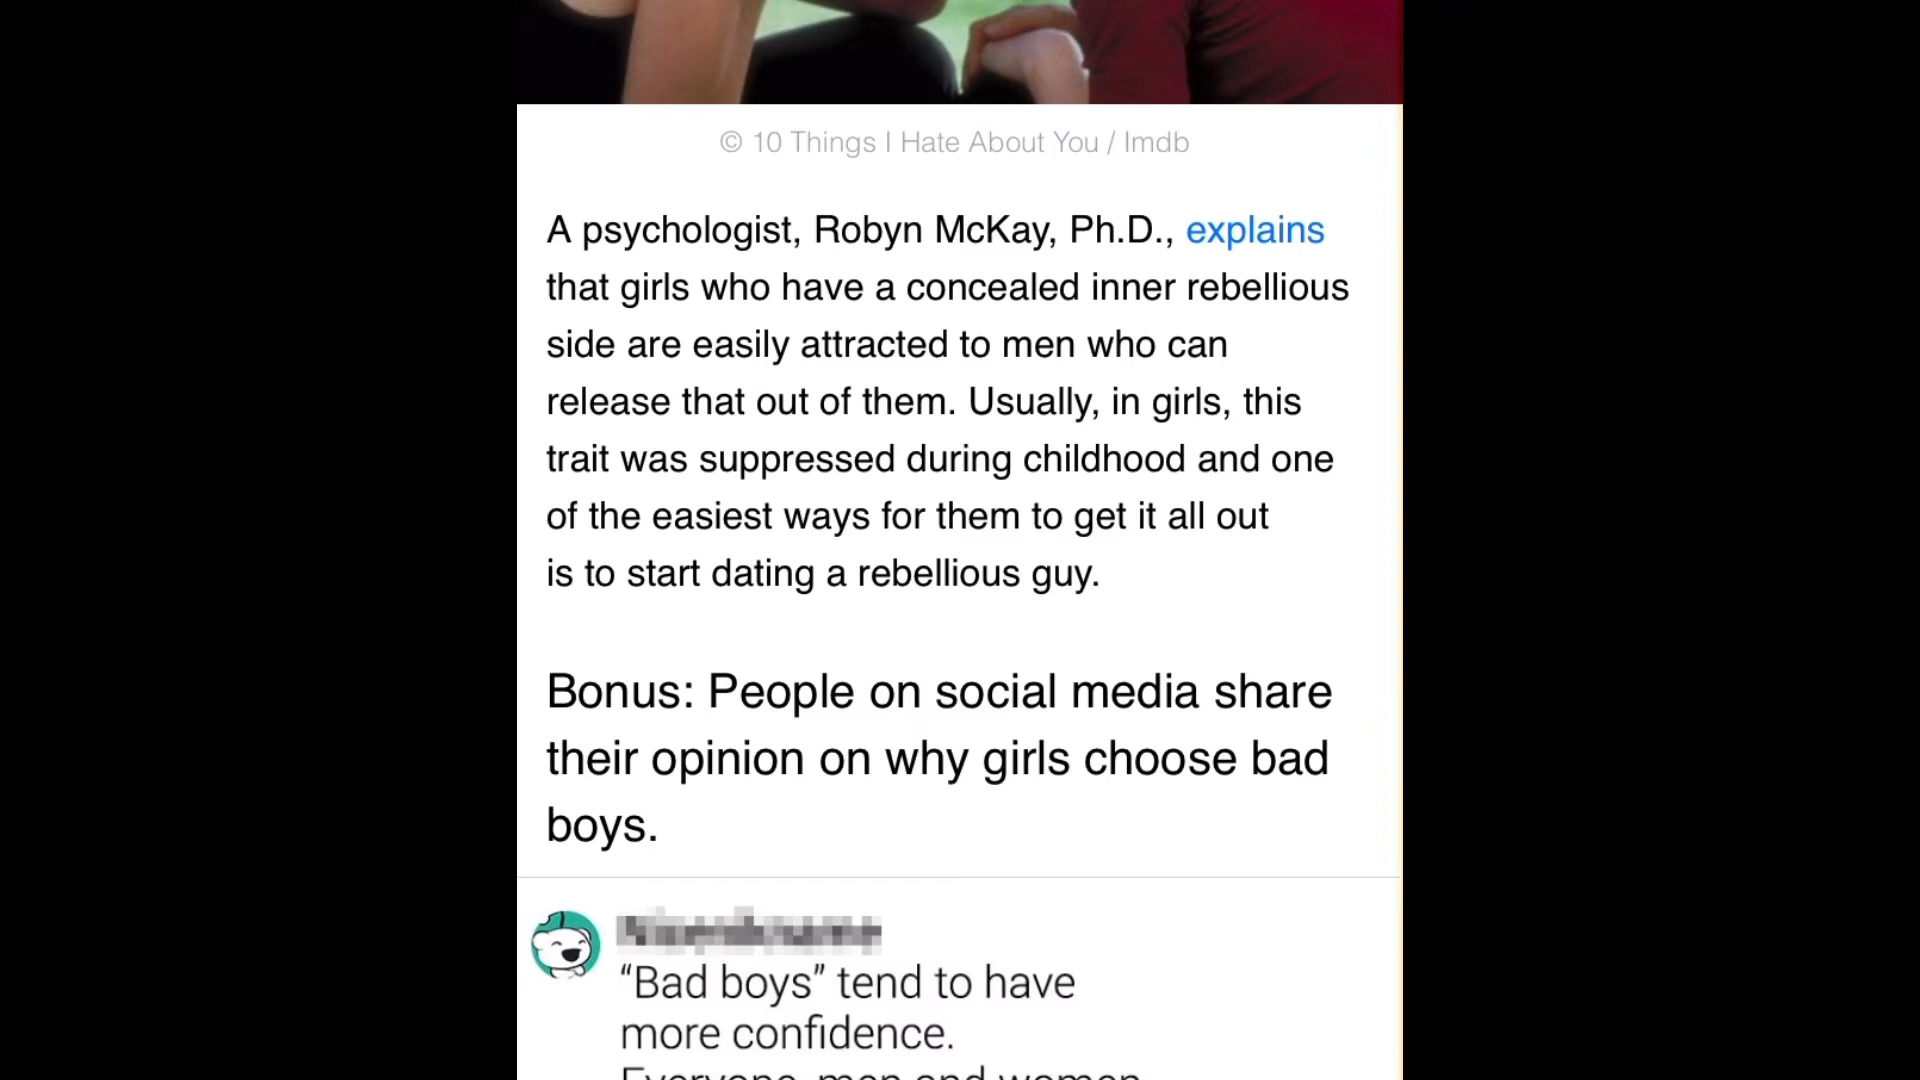 © 10 Things I Hate About You / Imdb
A psychologist, Robyn McKay, Ph.D., explains
that girls who have a concealed inner rebellious
side are easily attracted to men who can
release that out of them. Usually, in girls, this
trait was suppressed during childhood and one
of the easiest ways for them to get it all out
is to start dating a rebellious guy.
Bonus: People on social media share
their opinion on why girls choose bad
boys.
“Bad boys” tend to have
more confidence.
Everyone, men and women,